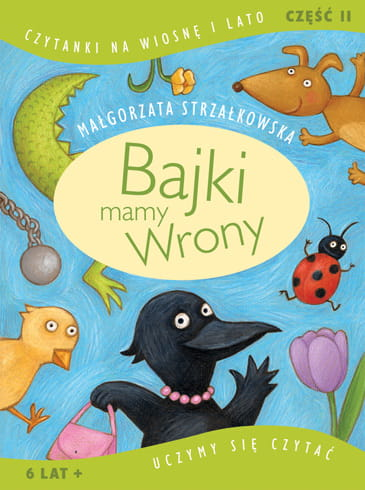 CZYTANKI NA WIOSNĘ I LATO
CZĘŚĆ II
MAŁGORZATA STRZAŁKOWSKA
Bajki
mamy
Wrony
UCZYMY SIĘ CZYTAĆ
6 LAT +